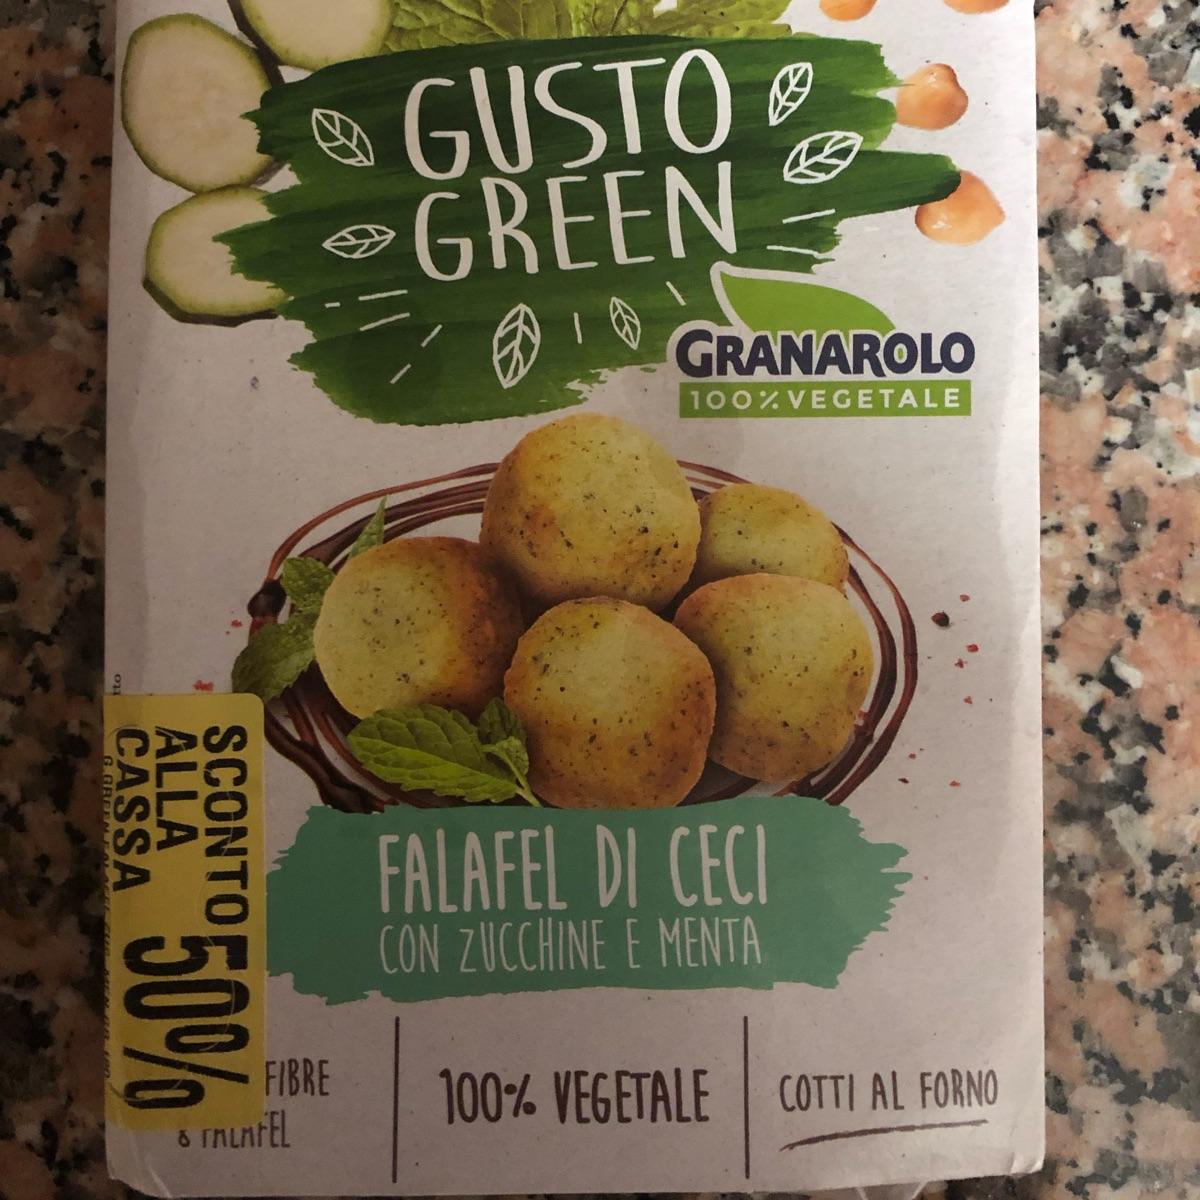 GUSTO
GREEN
GRANAROLO
100% VEGETALE
FALAFEL DI CECI
CON ZUCCHINE E MENTA
SCONTO 50%
ALLA
CASSA
FIBRE
8 FALAFEL
100% VEGETALE
COTTI AL FORNO